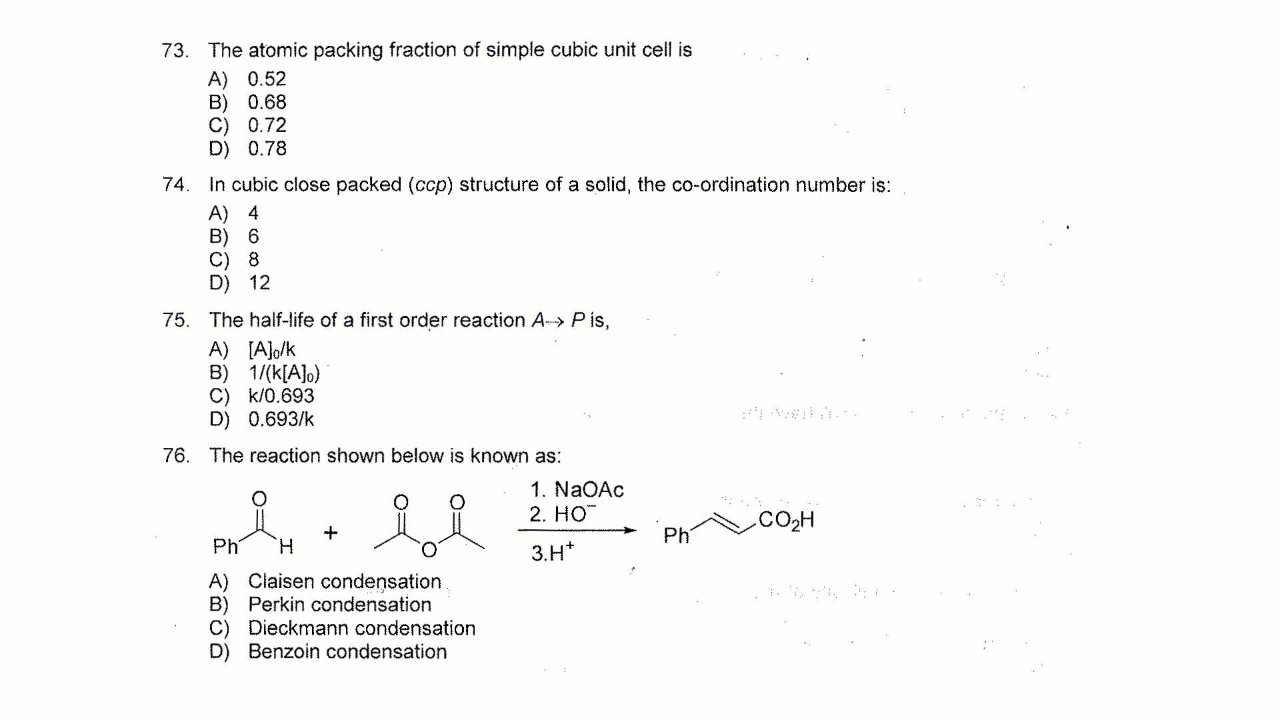 73. The atomic packing fraction of simple cubic unit cell is
A) 0.52
B) 0.68
C) 0.72
D) 0.78
74. In cubic close packed (ccp) structure of a solid, the co-ordination number is:
A) 4
B) 6
C) 8
D) 12
75. The half-life of a first order reaction A→ P is,
A) [A]₀/k
B) 1/(k[A]₀)
C) k/0.693
D) 0.693/k
76. The reaction shown below is known as:
O
Ph H
+
O O
O
1. NaOAc
2. HO⁻
3.H⁺
Ph CO₂H
A) Claisen condensation
B) Perkin condensation
C) Dieckmann condensation
D) Benzoin condensation